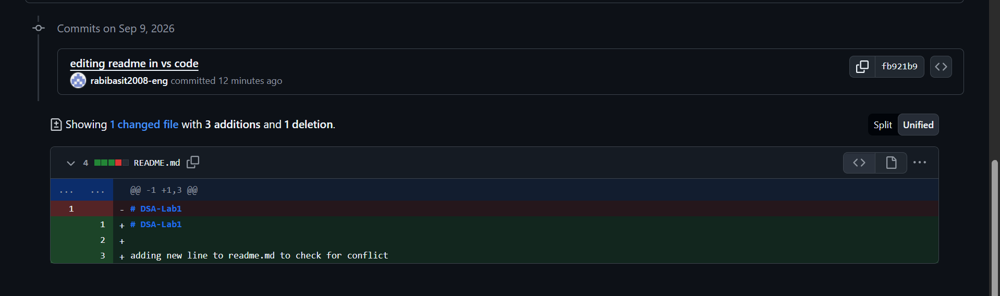 Commits on Sep 9, 2026
editing readme in vs code
fb921b9
rabibasit2008-eng committed 12 minutes ago
Showing 1 changed file with 3 additions and 1 deletion.
Split Unified
4 README.md
... ... @@ -1 +1,3 @@
1 - # DSA-Lab1
1 + # DSA-Lab1
2 +
3 + adding new line to readme.md to check for conflict